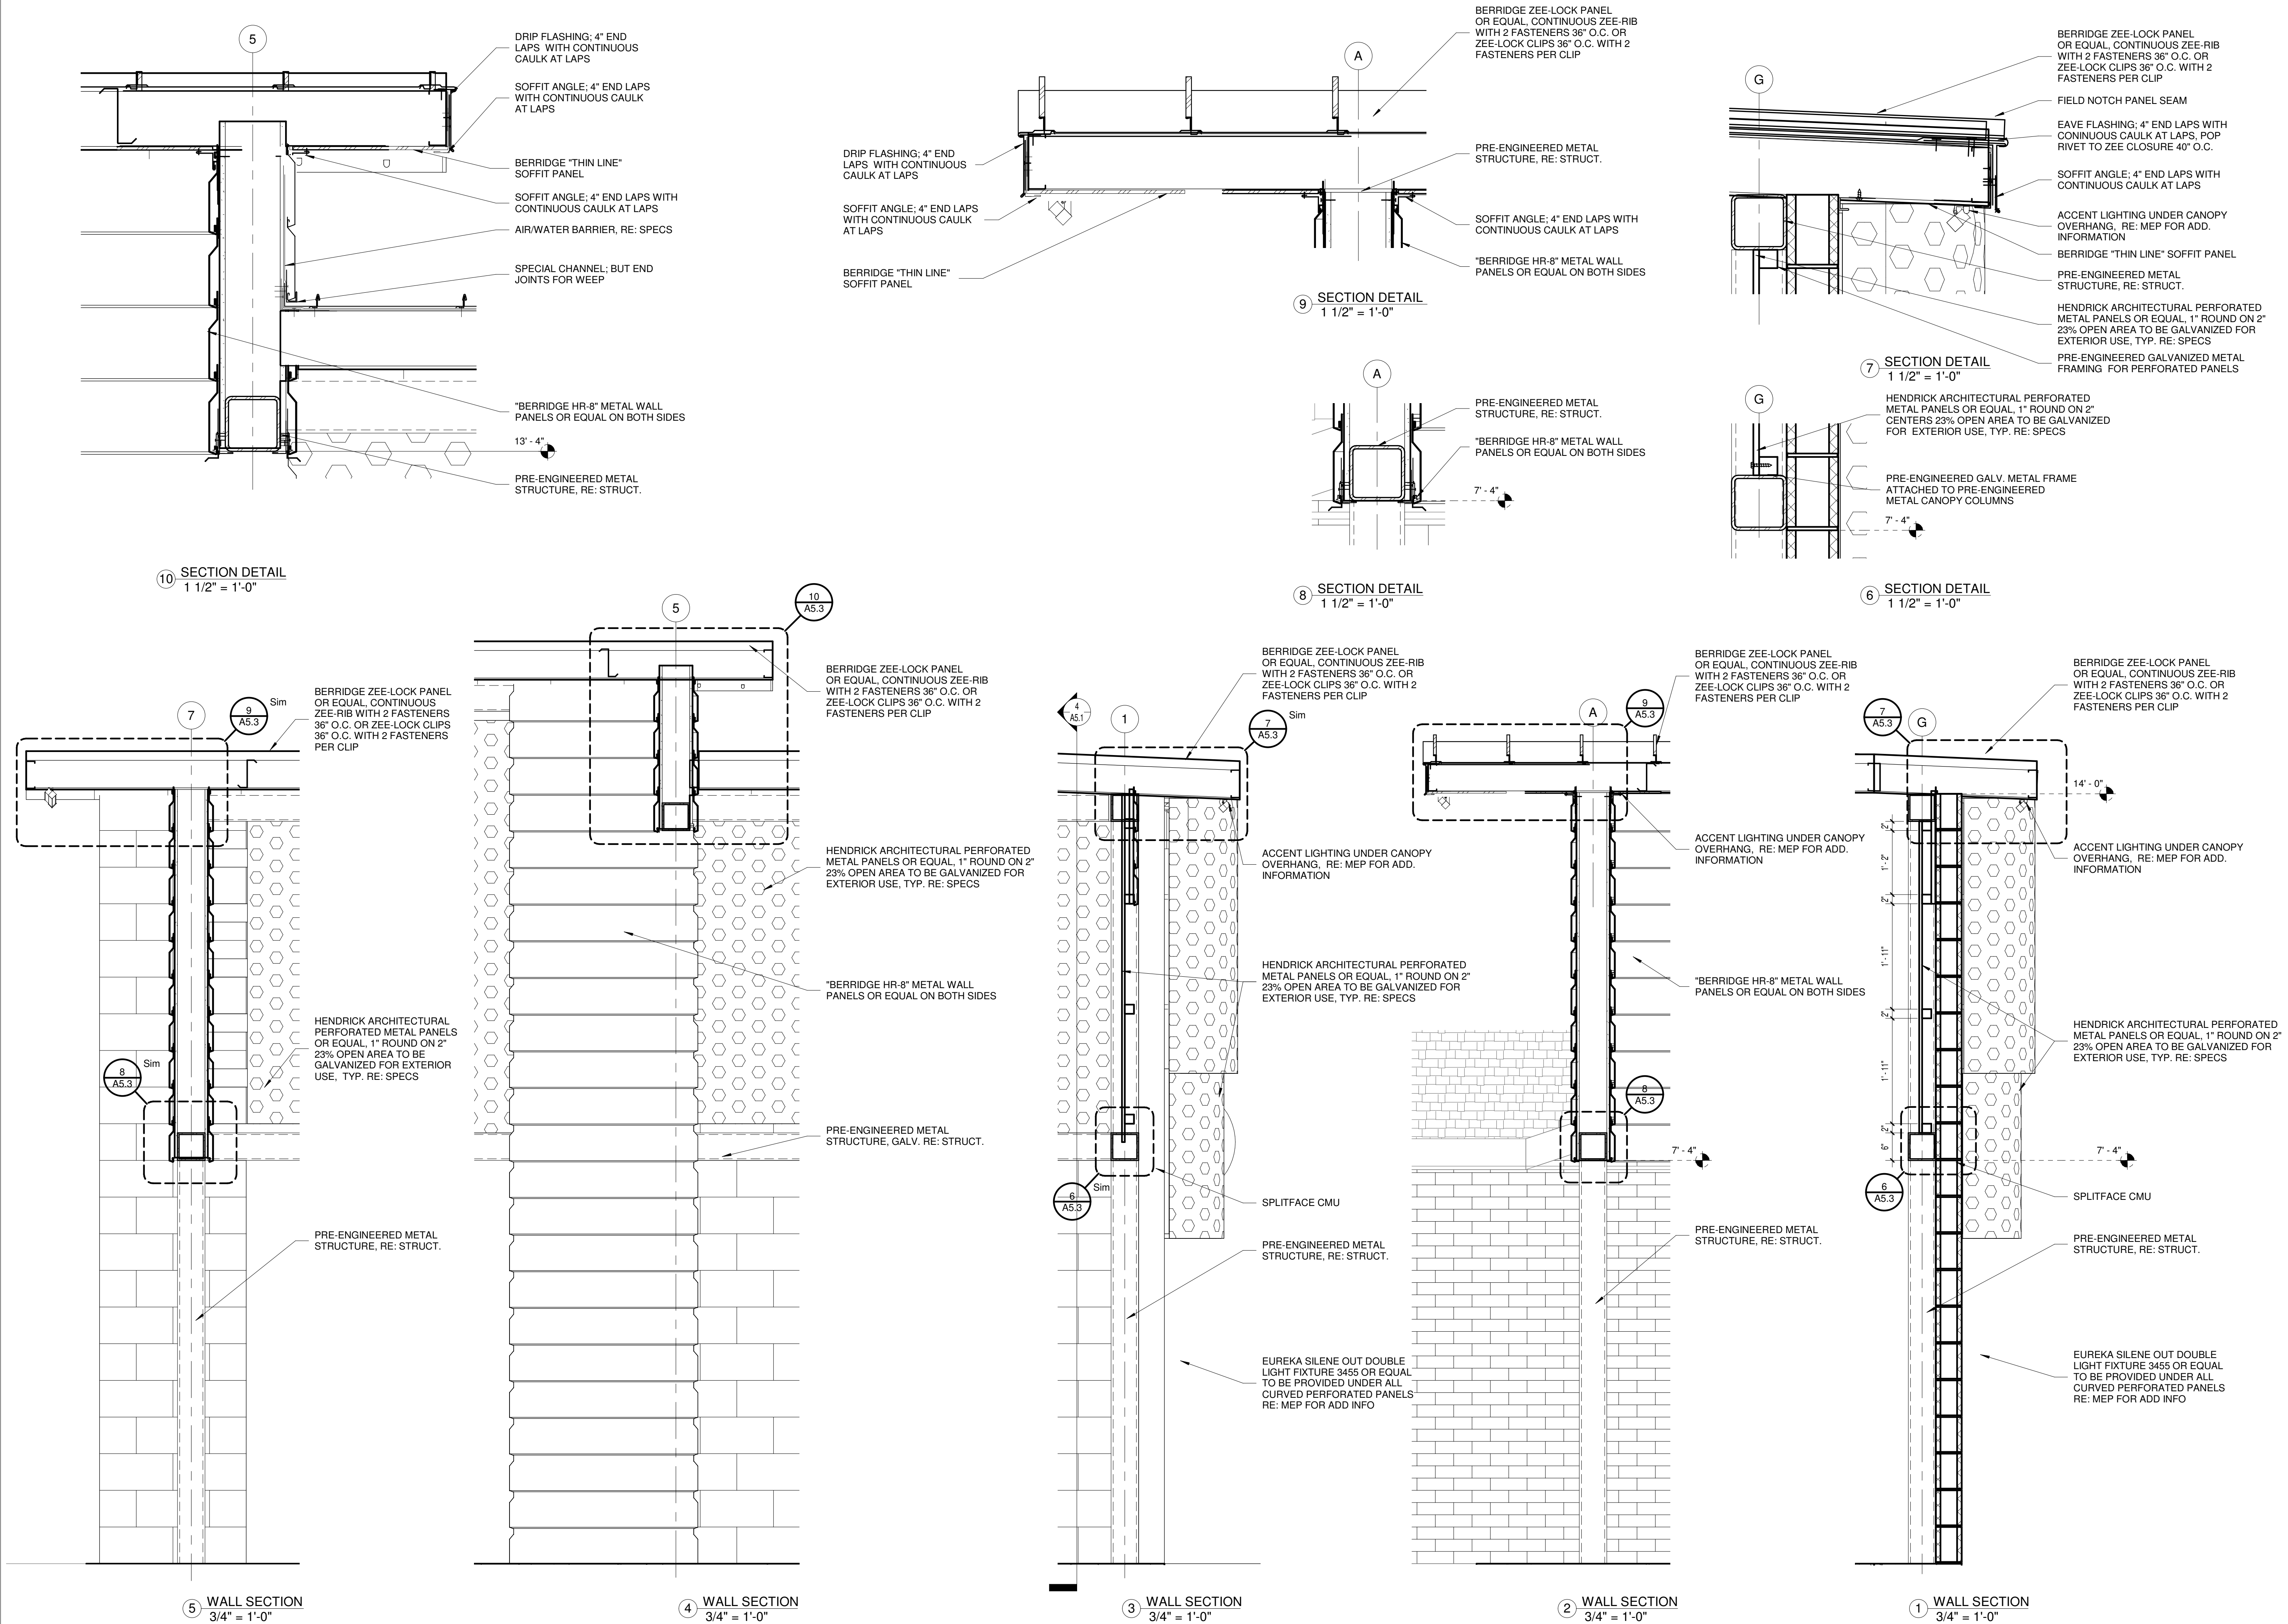 5
DRIP FLASHING; 4" END
LAPS WITH CONTINUOUS
CAULK AT LAPS
SOFFIT ANGLE; 4" END LAPS
WITH CONTINUOUS CAULK
AT LAPS
BERRIDGE "THIN LINE"
SOFFIT PANEL
SOFFIT ANGLE; 4" END LAPS WITH
CONTINUOUS CAULK AT LAPS
AIR/WATER BARRIER, RE: SPECS
SPECIAL CHANNEL; BUT END
JOINTS FOR WEEP
"BERRIDGE HR-8" METAL WALL
PANELS OR EQUAL ON BOTH SIDES
13' - 4"
PRE-ENGINEERED METAL
STRUCTURE, RE: STRUCT.
10 SECTION DETAIL
1 1/2" = 1'-0"
A
BERRIDGE ZEE-LOCK PANEL
OR EQUAL, CONTINUOUS ZEE-RIB
WITH 2 FASTENERS 36" O.C. OR
ZEE-LOCK CLIPS 36" O.C. WITH 2
FASTENERS PER CLIP
DRIP FLASHING; 4" END
LAPS WITH CONTINUOUS
CAULK AT LAPS
SOFFIT ANGLE; 4" END LAPS
WITH CONTINUOUS CAULK
AT LAPS
BERRIDGE "THIN LINE"
SOFFIT PANEL
PRE-ENGINEERED METAL
STRUCTURE, RE: STRUCT.
SOFFIT ANGLE; 4" END LAPS WITH
CONTINUOUS CAULK AT LAPS
"BERRIDGE HR-8" METAL WALL
PANELS OR EQUAL ON BOTH SIDES
9 SECTION DETAIL
1 1/2" = 1'-0"
A
PRE-ENGINEERED METAL
STRUCTURE, RE: STRUCT.
"BERRIDGE HR-8" METAL WALL
PANELS OR EQUAL ON BOTH SIDES
7' - 4"
8 SECTION DETAIL
1 1/2" = 1'-0"
G
BERRIDGE ZEE-LOCK PANEL
OR EQUAL, CONTINUOUS ZEE-RIB
WITH 2 FASTENERS 36" O.C. OR
ZEE-LOCK CLIPS 36" O.C. WITH 2
FASTENERS PER CLIP
FIELD NOTCH PANEL SEAM
EAVE FLASHING; 4" END LAPS WITH
CONINUOUS CAULK AT LAPS, POP
RIVET TO ZEE CLOSURE 40" O.C.
SOFFIT ANGLE; 4" END LAPS WITH
CONTINUOUS CAULK AT LAPS
ACCENT LIGHTING UNDER CANOPY
OVERHANG, RE: MEP FOR ADD.
INFORMATION
BERRIDGE "THIN LINE" SOFFIT PANEL
PRE-ENGINEERED METAL
STRUCTURE, RE: STRUCT.
HENDRICK ARCHITECTURAL PERFORATED
METAL PANELS OR EQUAL, 1" ROUND ON 2"
23% OPEN AREA TO BE GALVANIZED FOR
EXTERIOR USE, TYP. RE: SPECS
PRE-ENGINEERED GALVANIZED METAL
FRAMING FOR PERFORATED PANELS
7 SECTION DETAIL
1 1/2" = 1'-0"
G
HENDRICK ARCHITECTURAL PERFORATED
METAL PANELS OR EQUAL, 1" ROUND ON 2"
CENTERS 23% OPEN AREA TO BE GALVANIZED
FOR EXTERIOR USE, TYP. RE: SPECS
PRE-ENGINEERED GALV. METAL FRAME
ATTACHED TO PRE-ENGINEERED
METAL CANOPY COLUMNS
7' - 4"
6 SECTION DETAIL
1 1/2" = 1'-0"
7
9
A5.3
Sim
BERRIDGE ZEE-LOCK PANEL
OR EQUAL, CONTINUOUS
ZEE-RIB WITH 2 FASTENERS
36" O.C. OR ZEE-LOCK CLIPS
36" O.C. WITH 2 FASTENERS
PER CLIP
HENDRICK ARCHITECTURAL
PERFORATED METAL PANELS
OR EQUAL, 1" ROUND ON 2"
23% OPEN AREA TO BE
GALVANIZED FOR EXTERIOR
USE, TYP. RE: SPECS
8
A5.3
Sim
PRE-ENGINEERED METAL
STRUCTURE, RE: STRUCT.
5 WALL SECTION
3/4" = 1'-0"
5
10
A5.3
BERRIDGE ZEE-LOCK PANEL
OR EQUAL, CONTINUOUS ZEE-RIB
WITH 2 FASTENERS 36" O.C. OR
ZEE-LOCK CLIPS 36" O.C. WITH 2
FASTENERS PER CLIP
HENDRICK ARCHITECTURAL PERFORATED
METAL PANELS OR EQUAL, 1" ROUND ON 2"
23% OPEN AREA TO BE GALVANIZED FOR
EXTERIOR USE, TYP. RE: SPECS
"BERRIDGE HR-8" METAL WALL
PANELS OR EQUAL ON BOTH SIDES
PRE-ENGINEERED METAL
STRUCTURE, GALV. RE: STRUCT.
4 WALL SECTION
3/4" = 1'-0"
4
A5.1
1
7
A5.3
Sim
BERRIDGE ZEE-LOCK PANEL
OR EQUAL, CONTINUOUS ZEE-RIB
WITH 2 FASTENERS 36" O.C. OR
ZEE-LOCK CLIPS 36" O.C. WITH 2
FASTENERS PER CLIP
ACCENT LIGHTING UNDER CANOPY
OVERHANG, RE: MEP FOR ADD.
INFORMATION
HENDRICK ARCHITECTURAL PERFORATED
METAL PANELS OR EQUAL, 1" ROUND ON 2"
23% OPEN AREA TO BE GALVANIZED FOR
EXTERIOR USE, TYP. RE: SPECS
6
A5.3
Sim
SPLITFACE CMU
PRE-ENGINEERED METAL
STRUCTURE, RE: STRUCT.
EUREKA SILENE OUT DOUBLE
LIGHT FIXTURE 3455 OR EQUAL
TO BE PROVIDED UNDER ALL
CURVED PERFORATED PANELS
RE: MEP FOR ADD INFO
3 WALL SECTION
3/4" = 1'-0"
A
9
A5.3
BERRIDGE ZEE-LOCK PANEL
OR EQUAL, CONTINUOUS ZEE-RIB
WITH 2 FASTENERS 36" O.C. OR
ZEE-LOCK CLIPS 36" O.C. WITH 2
FASTENERS PER CLIP
ACCENT LIGHTING UNDER CANOPY
OVERHANG, RE: MEP FOR ADD.
INFORMATION
"BERRIDGE HR-8" METAL WALL
PANELS OR EQUAL ON BOTH SIDES
8
A5.3
7' - 4"
PRE-ENGINEERED METAL
STRUCTURE, RE: STRUCT.
2 WALL SECTION
3/4" = 1'-0"
G
7
A5.3
BERRIDGE ZEE-LOCK PANEL
OR EQUAL, CONTINUOUS ZEE-RIB
WITH 2 FASTENERS 36" O.C. OR
ZEE-LOCK CLIPS 36" O.C. WITH 2
FASTENERS PER CLIP
14' - 0"
2"
1' - 2"
2"
1' - 11"
2"
1' - 11"
2"
6"
ACCENT LIGHTING UNDER CANOPY
OVERHANG, RE: MEP FOR ADD.
INFORMATION
HENDRICK ARCHITECTURAL PERFORATED
METAL PANELS OR EQUAL, 1" ROUND ON 2"
23% OPEN AREA TO BE GALVANIZED FOR
EXTERIOR USE, TYP. RE: SPECS
7' - 4"
6
A5.3
SPLITFACE CMU
PRE-ENGINEERED METAL
STRUCTURE, RE: STRUCT.
EUREKA SILENE OUT DOUBLE
LIGHT FIXTURE 3455 OR EQUAL
TO BE PROVIDED UNDER ALL
CURVED PERFORATED PANELS
RE: MEP FOR ADD INFO
1 WALL SECTION
3/4" = 1'-0"